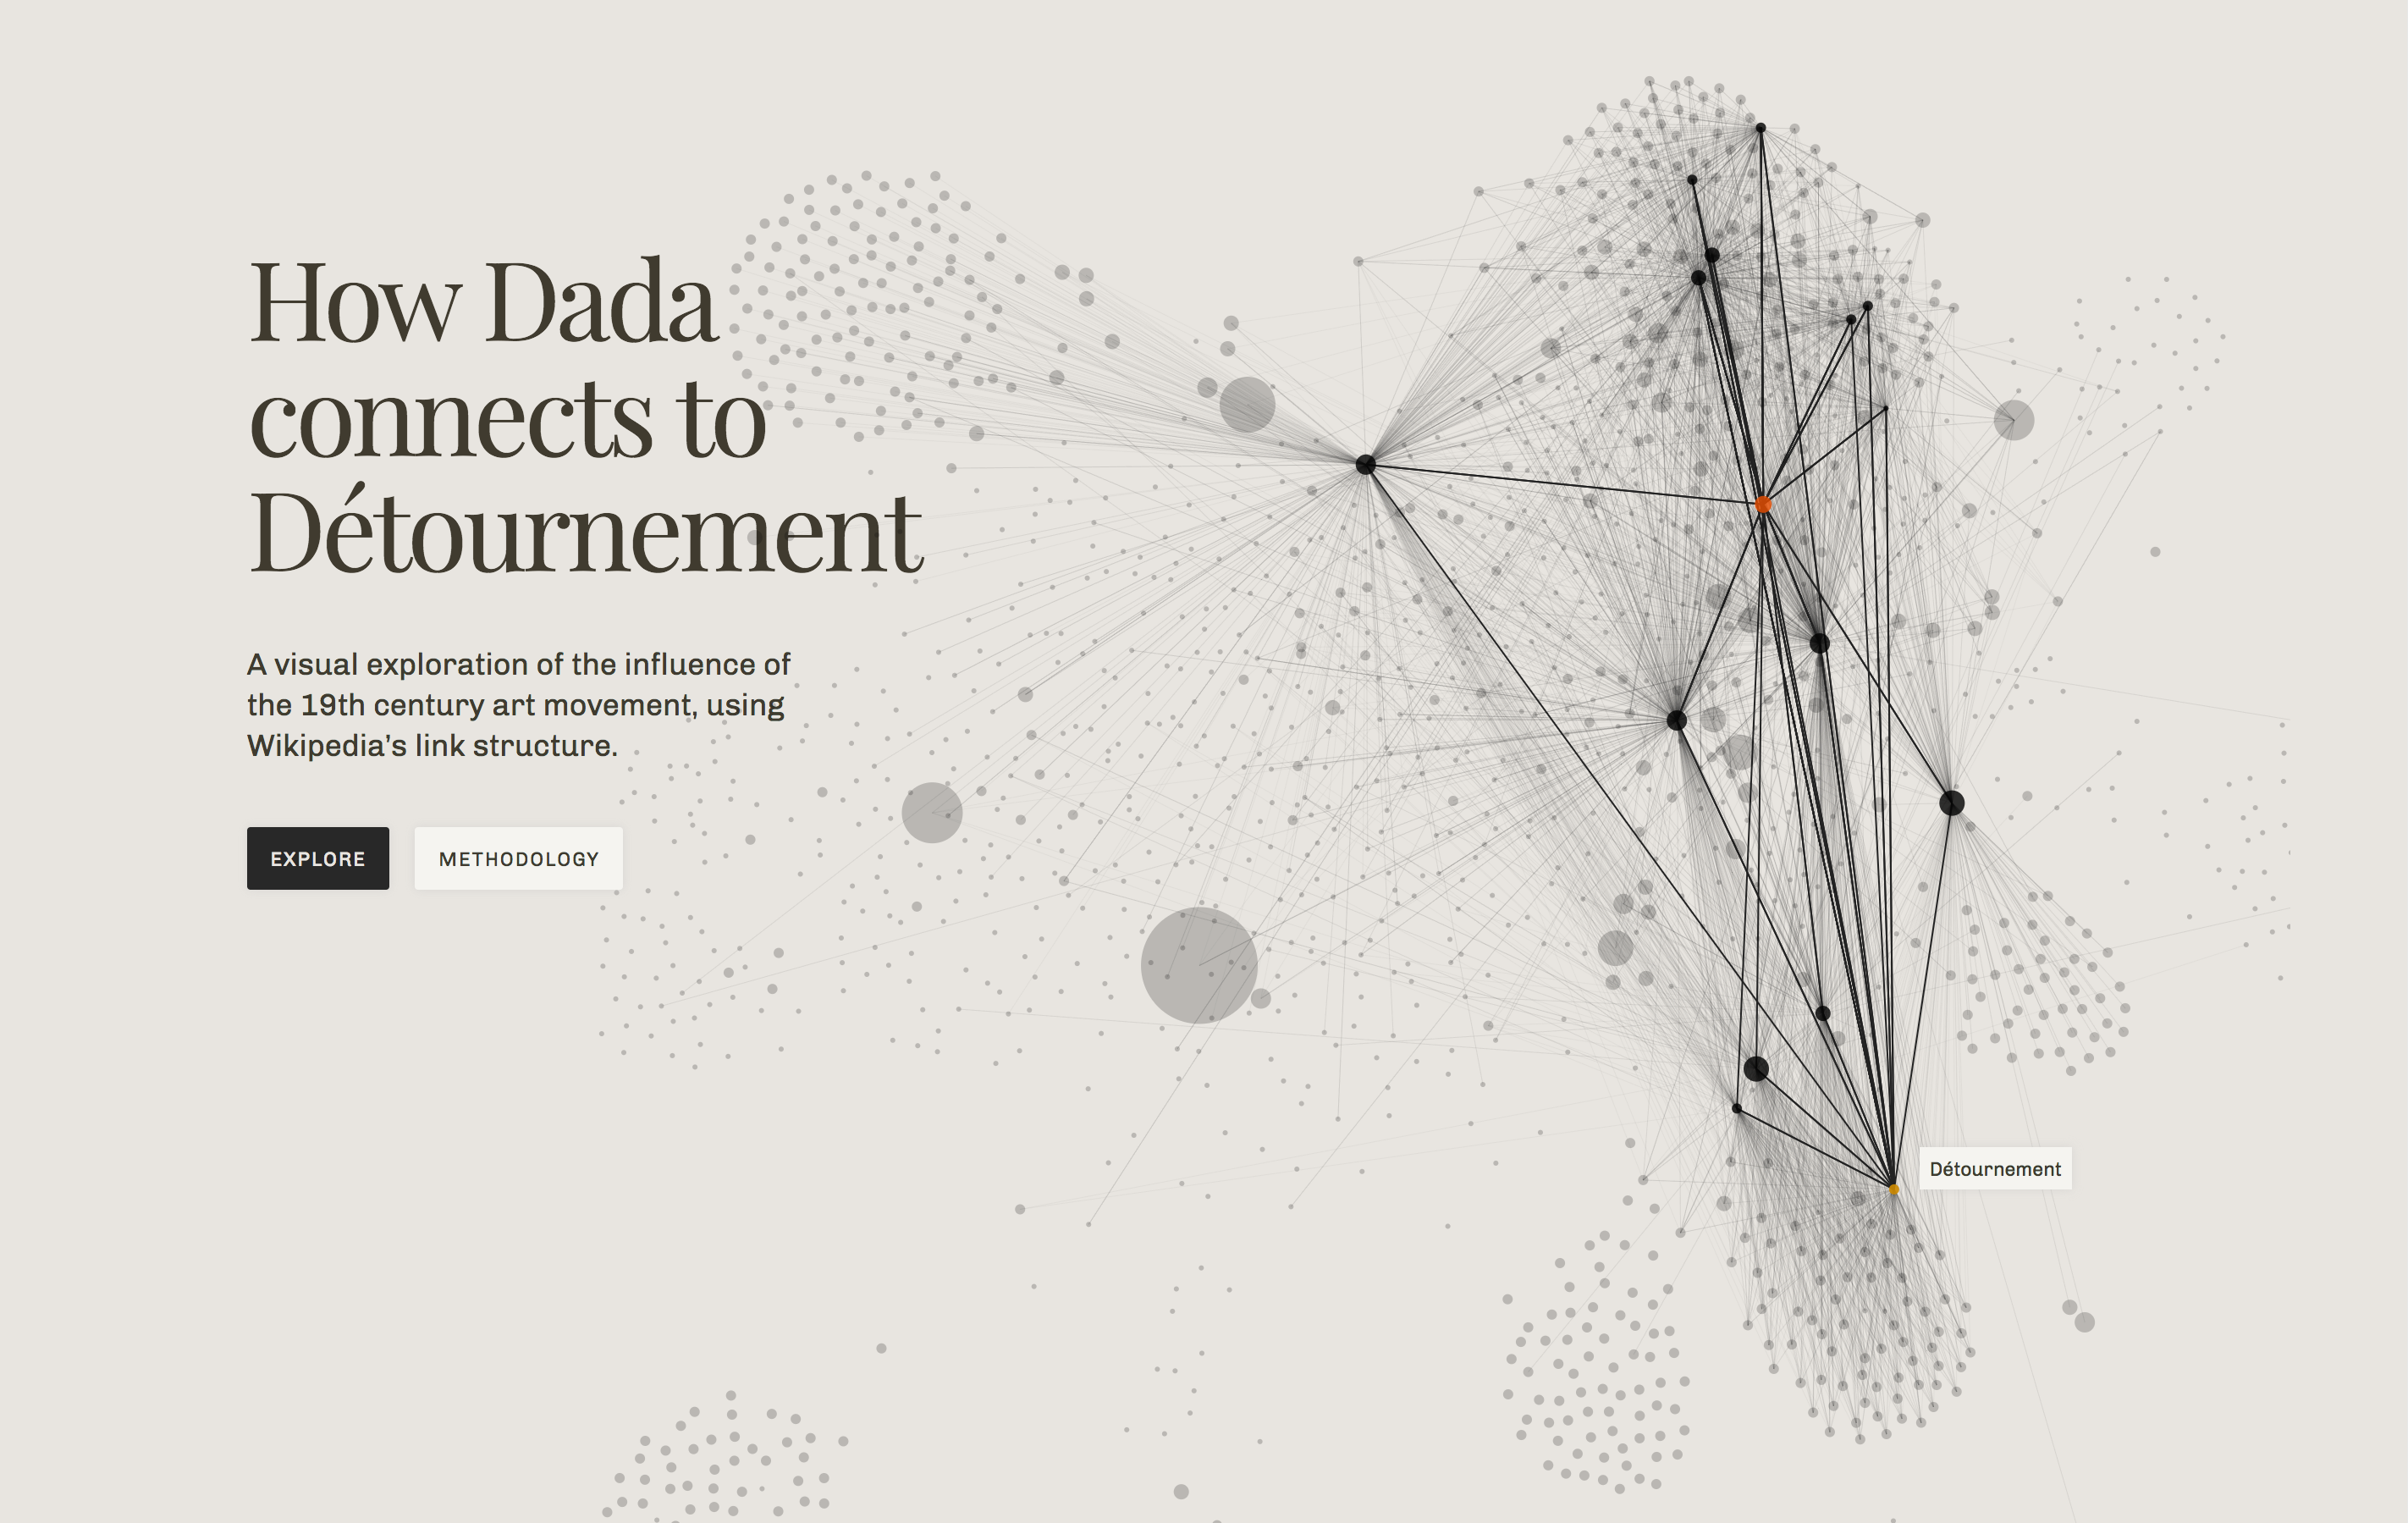 How Dada
connects to
Détournement
A visual exploration of the influence of
the 19th century art movement, using
Wikipedia’s link structure.
EXPLORE
METHODOLOGY
Détournement